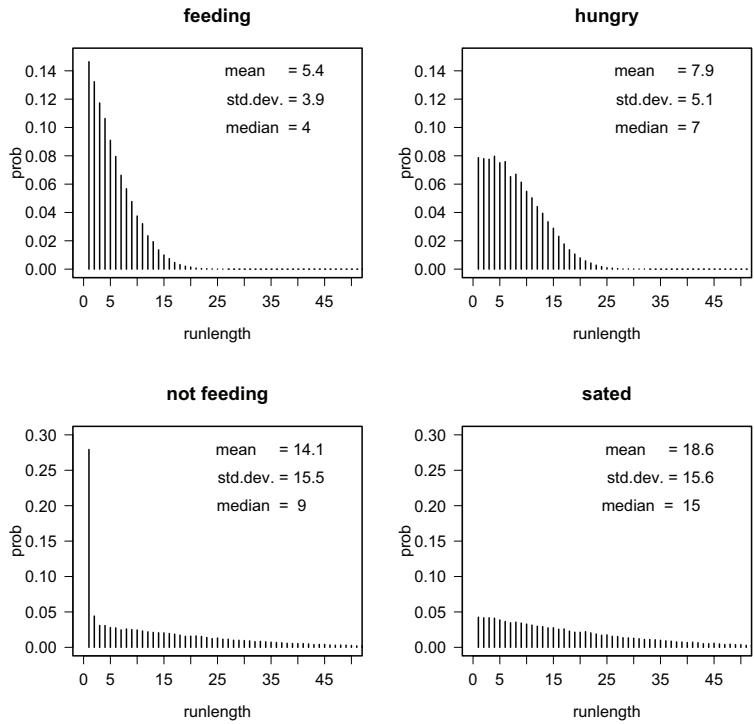 feeding
mean = 5.4
std.dev. = 3.9
median = 4
prob
0.14
0.12
0.10
0.08
0.06
0.04
0.02
0.00
0 5 15 25 35 45
runlength
hungry
mean = 7.9
std.dev. = 5.1
median = 7
prob
0.14
0.12
0.10
0.08
0.06
0.04
0.02
0.00
0 5 15 25 35 45
runlength
not feeding
mean = 14.1
std.dev. = 15.5
median = 9
prob
0.30
0.25
0.20
0.15
0.10
0.05
0.00
0 5 15 25 35 45
runlength
sated
mean = 18.6
std.dev. = 15.6
median = 15
prob
0.30
0.25
0.20
0.15
0.10
0.05
0.00
0 5 15 25 35 45
runlength